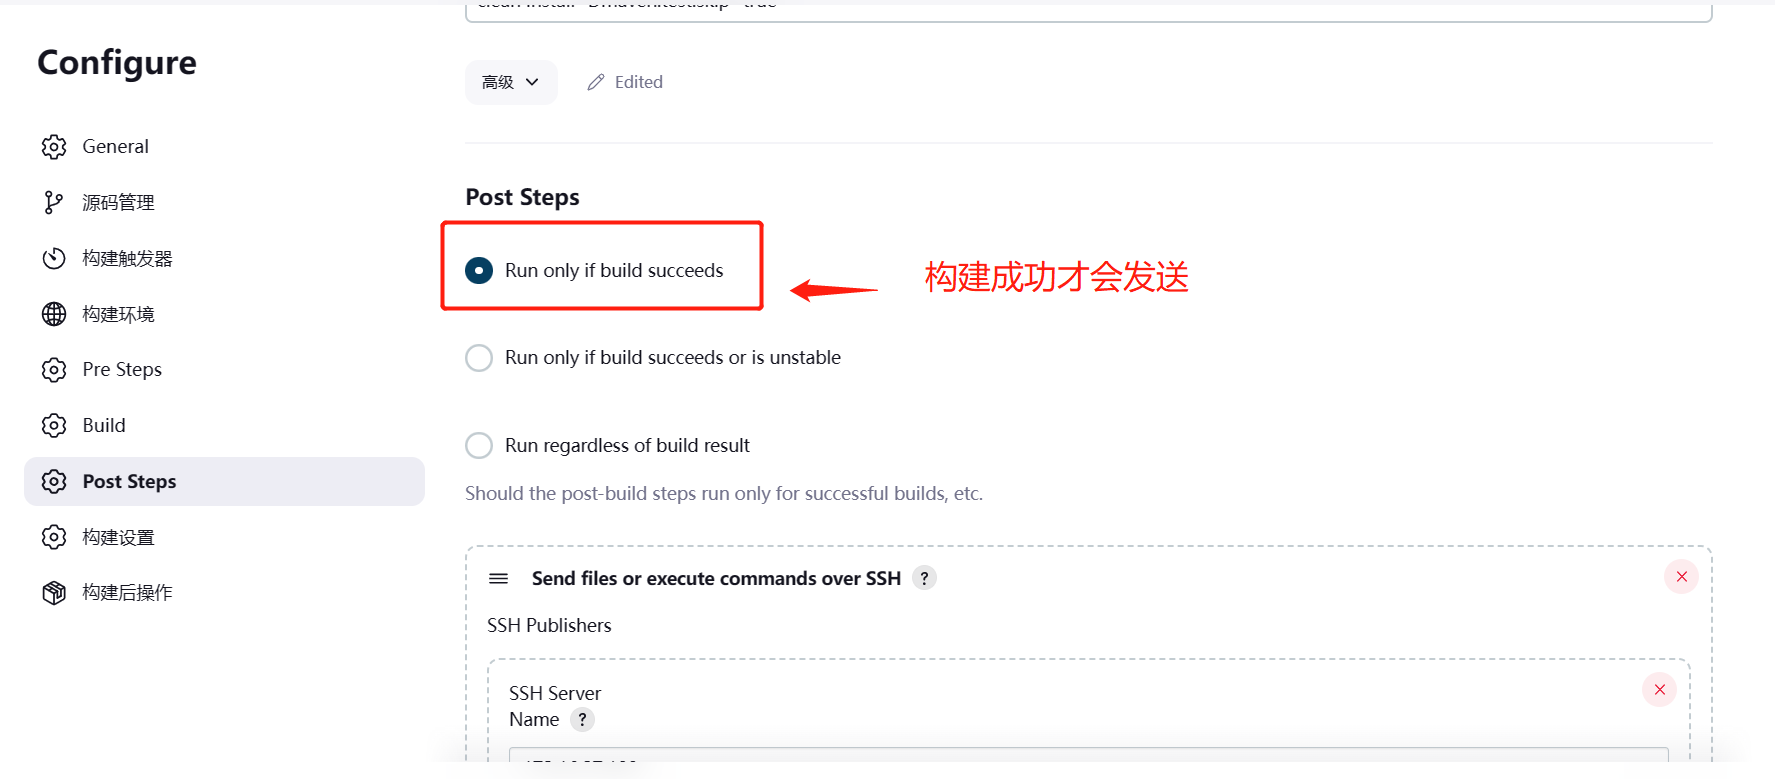 Configure
General
源码管理
构建触发器
构建环境
Pre Steps
Build
Post Steps
构建设置
构建后操作
高级
Edited
Post Steps
Run only if build succeeds
构建成功才会发送
Run only if build succeeds or is unstable
Run regardless of build result
Should the post-build steps run only for successful builds, etc.
Send files or execute commands over SSH ?
SSH Publishers
SSH Server
Name ?